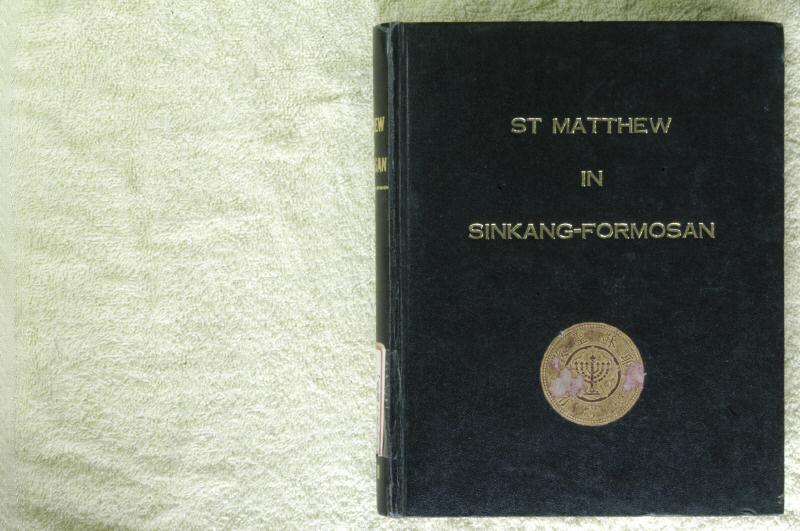 ST MATTHEW
IN
SINKANG-FORMOSAN